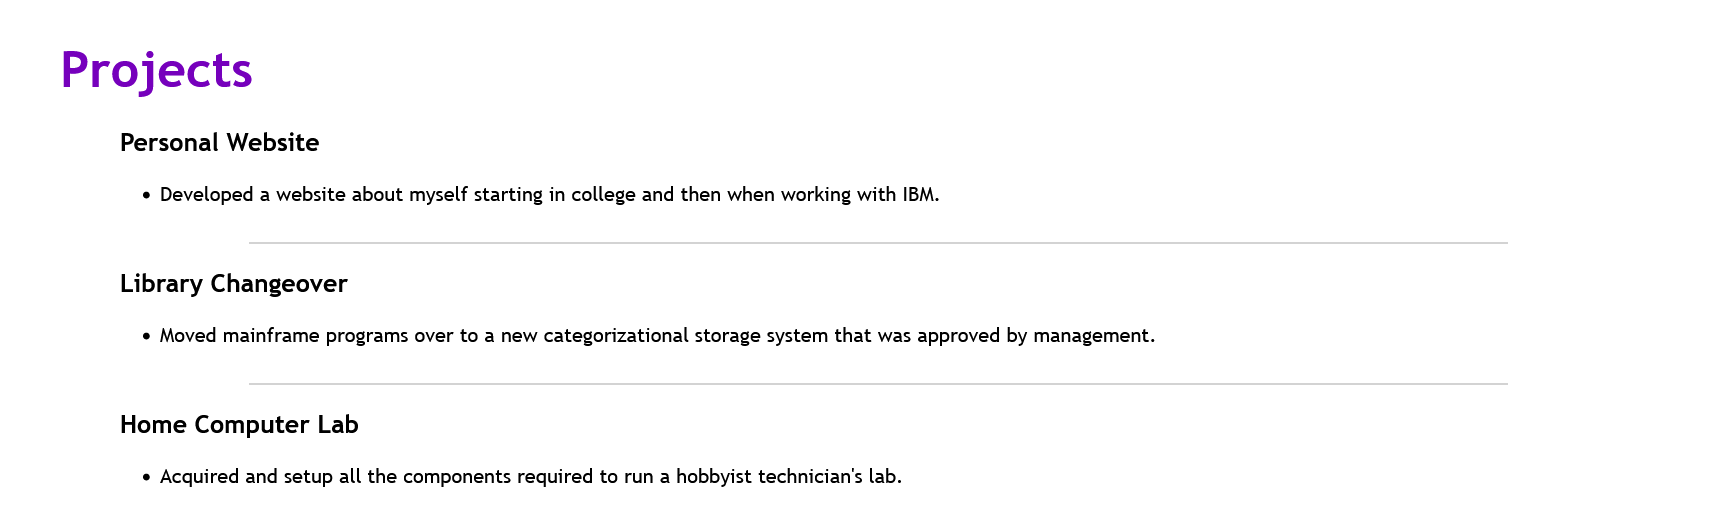 Projects
Personal Website
• Developed a website about myself starting in college and then when working with IBM.
Library Changeover
• Moved mainframe programs over to a new categorizational storage system that was approved by management.
Home Computer Lab
• Acquired and setup all the components required to run a hobbyist technician's lab.